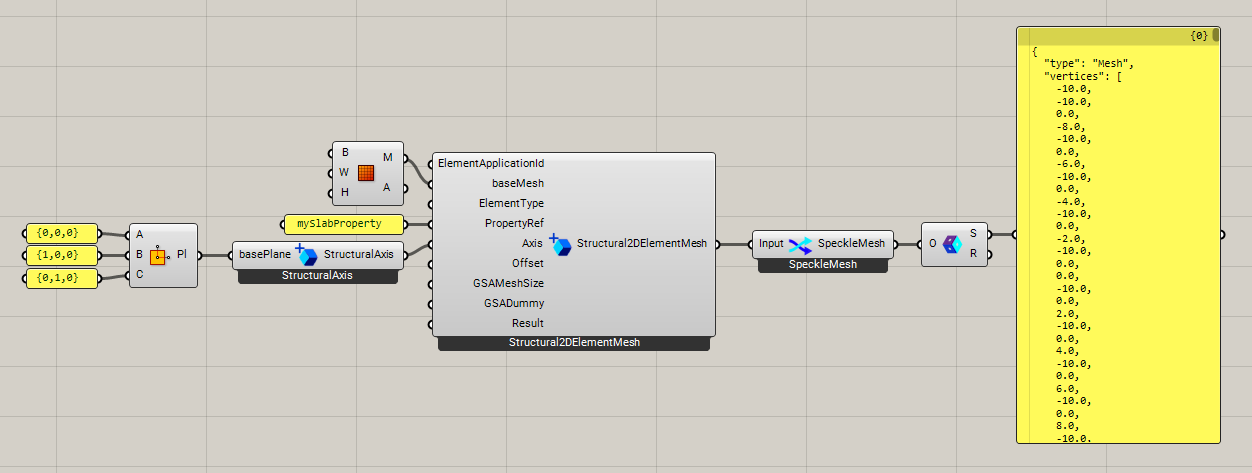 {0,0,0}
{1,0,0}
{0,1,0}
A
B
C
Pl
B
W
H
M
A
mySlabProperty
basePlane
StructuralAxis
StructuralAxis
ElementApplicationId
baseMesh
ElementType
PropertyRef
Axis
Offset
GSAMeshSize
GSADummy
Result
Structural2DElementMesh
Structural2DElementMesh
Input
SpeckleMesh
SpeckleMesh
O
S
R
{0}
{
"type": "Mesh",
"vertices": [
-10.0,
-10.0,
0.0,
-8.0,
-10.0,
0.0,
-6.0,
-10.0,
0.0,
-4.0,
-10.0,
0.0,
-2.0,
-10.0,
0.0,
0.0,
-10.0,
0.0,
2.0,
-10.0,
0.0,
4.0,
-10.0,
0.0,
6.0,
-10.0,
0.0,
8.0,
-10.0,